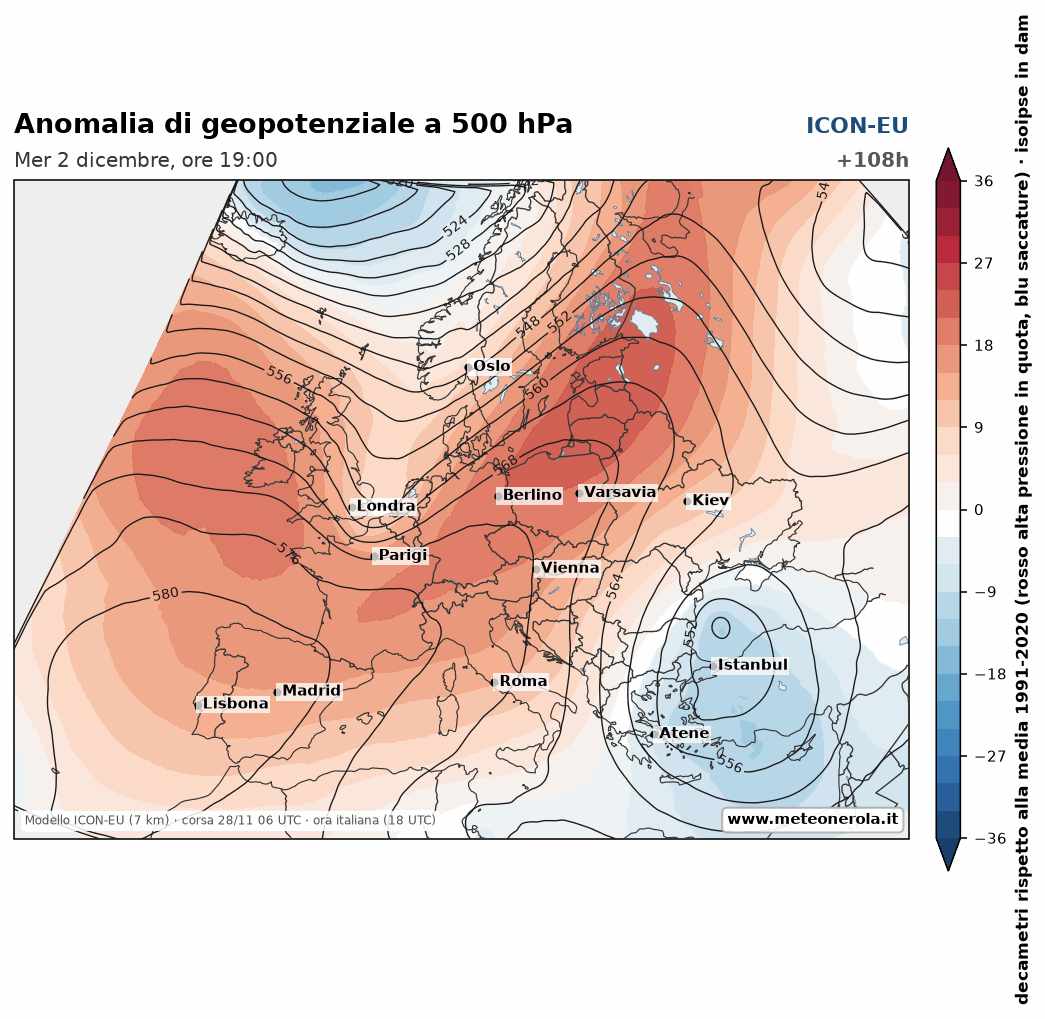 Anomalia di geopotenziale a 500 hPa
ICON-EU
Mer 2 dicembre, ore 19:00
+108h
524
528
548
552
556
560
568
576
580
564
552
556
54
Oslo
Londra
Berlino
Varsavia
Kiev
Parigi
Vienna
Roma
Istanbul
Madrid
Lisbona
Atene
Modello ICON-EU (7 km) · corsa 28/11 06 UTC · ora italiana (18 UTC)
www.meteonerola.it
36
27
18
9
0
−9
−18
−27
−36
decametri rispetto alla media 1991-2020 (rosso alta pressione in quota, blu saccature) · isoipse in dam